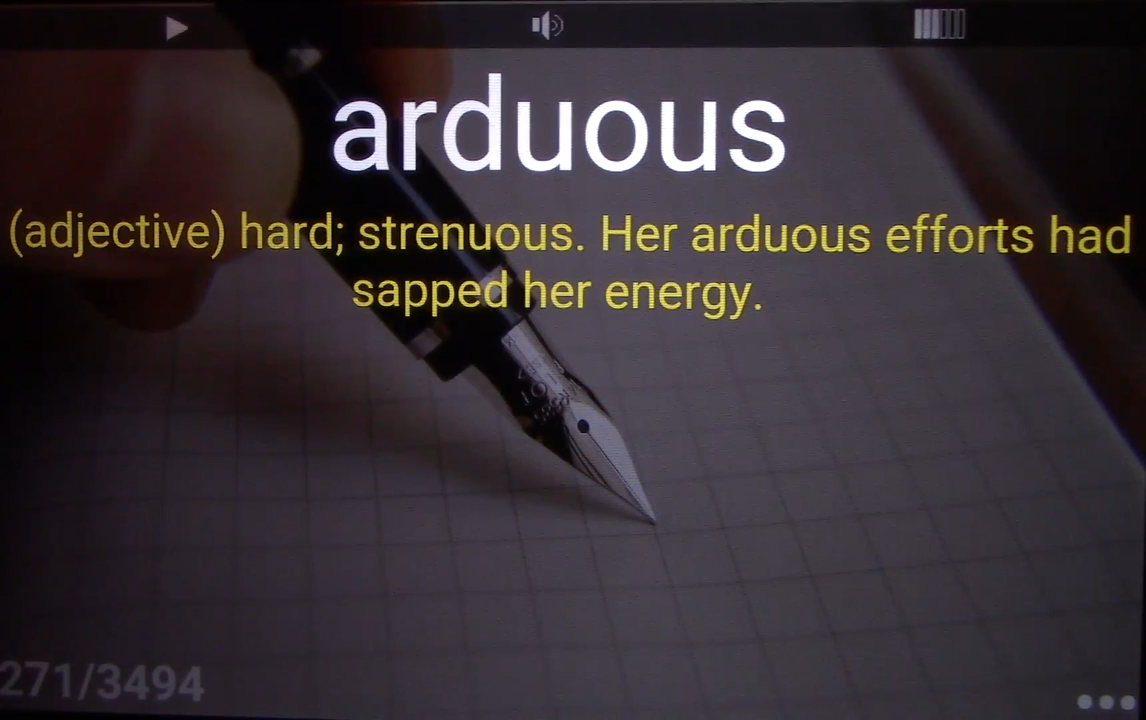 arduous
(adjective) hard; strenuous. Her arduous efforts had
sapped her energy.
271/3494